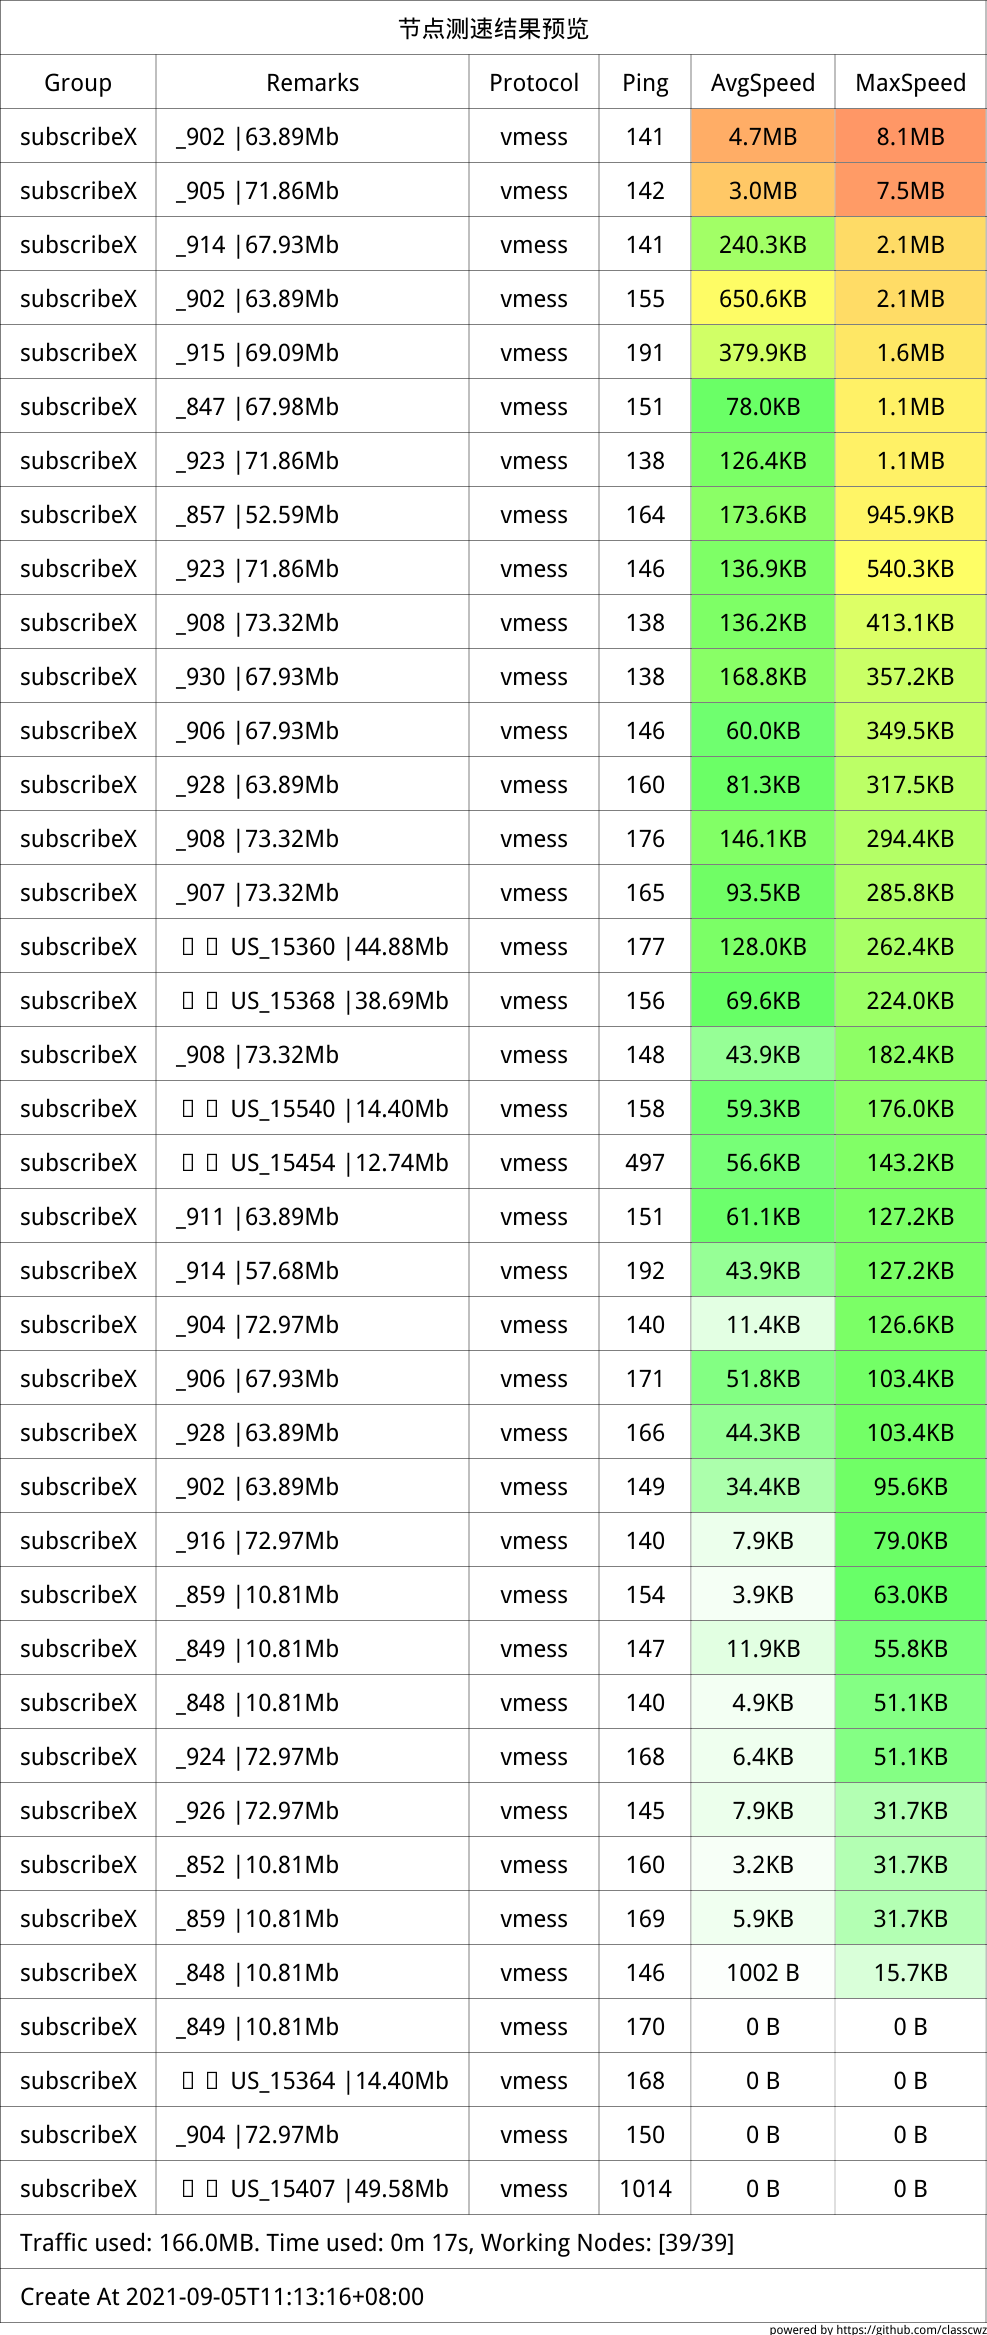 节点测速结果预览
Group Remarks Protocol Ping AvgSpeed MaxSpeed
subscribeX _902 |63.89Mb vmess 141 4.7MB 8.1MB
subscribeX _905 |71.86Mb vmess 142 3.0MB 7.5MB
subscribeX _914 |67.93Mb vmess 141 240.3KB 2.1MB
subscribeX _902 |63.89Mb vmess 155 650.6KB 2.1MB
subscribeX _915 |69.09Mb vmess 191 379.9KB 1.6MB
subscribeX _847 |67.98Mb vmess 151 78.0KB 1.1MB
subscribeX _923 |71.86Mb vmess 138 126.4KB 1.1MB
subscribeX _857 |52.59Mb vmess 164 173.6KB 945.9KB
subscribeX _923 |71.86Mb vmess 146 136.9KB 540.3KB
subscribeX _908 |73.32Mb vmess 138 136.2KB 413.1KB
subscribeX _930 |67.93Mb vmess 138 168.8KB 357.2KB
subscribeX _906 |67.93Mb vmess 146 60.0KB 349.5KB
subscribeX _928 |63.89Mb vmess 160 81.3KB 317.5KB
subscribeX _908 |73.32Mb vmess 176 146.1KB 294.4KB
subscribeX _907 |73.32Mb vmess 165 93.5KB 285.8KB
subscribeX US_15360 |44.88Mb vmess 177 128.0KB 262.4KB
subscribeX US_15368 |38.69Mb vmess 156 69.6KB 224.0KB
subscribeX _908 |73.32Mb vmess 148 43.9KB 182.4KB
subscribeX US_15540 |14.40Mb vmess 158 59.3KB 176.0KB
subscribeX US_15454 |12.74Mb vmess 497 56.6KB 143.2KB
subscribeX _911 |63.89Mb vmess 151 61.1KB 127.2KB
subscribeX _914 |57.68Mb vmess 192 43.9KB 127.2KB
subscribeX _904 |72.97Mb vmess 140 11.4KB 126.6KB
subscribeX _906 |67.93Mb vmess 171 51.8KB 103.4KB
subscribeX _928 |63.89Mb vmess 166 44.3KB 103.4KB
subscribeX _902 |63.89Mb vmess 149 34.4KB 95.6KB
subscribeX _916 |72.97Mb vmess 140 7.9KB 79.0KB
subscribeX _859 |10.81Mb vmess 154 3.9KB 63.0KB
subscribeX _849 |10.81Mb vmess 147 11.9KB 55.8KB
subscribeX _848 |10.81Mb vmess 140 4.9KB 51.1KB
subscribeX _924 |72.97Mb vmess 168 6.4KB 51.1KB
subscribeX _926 |72.97Mb vmess 145 7.9KB 31.7KB
subscribeX _852 |10.81Mb vmess 160 3.2KB 31.7KB
subscribeX _859 |10.81Mb vmess 169 5.9KB 31.7KB
subscribeX _848 |10.81Mb vmess 146 1002 B 15.7KB
subscribeX _849 |10.81Mb vmess 170 0 B 0 B
subscribeX US_15364 |14.40Mb vmess 168 0 B 0 B
subscribeX _904 |72.97Mb vmess 150 0 B 0 B
subscribeX US_15407 |49.58Mb vmess 1014 0 B 0 B
Traffic used: 166.0MB. Time used: 0m 17s, Working Nodes: [39/39]
Create At 2021-09-05T11:13:16+08:00
powered by https://github.com/classcwz